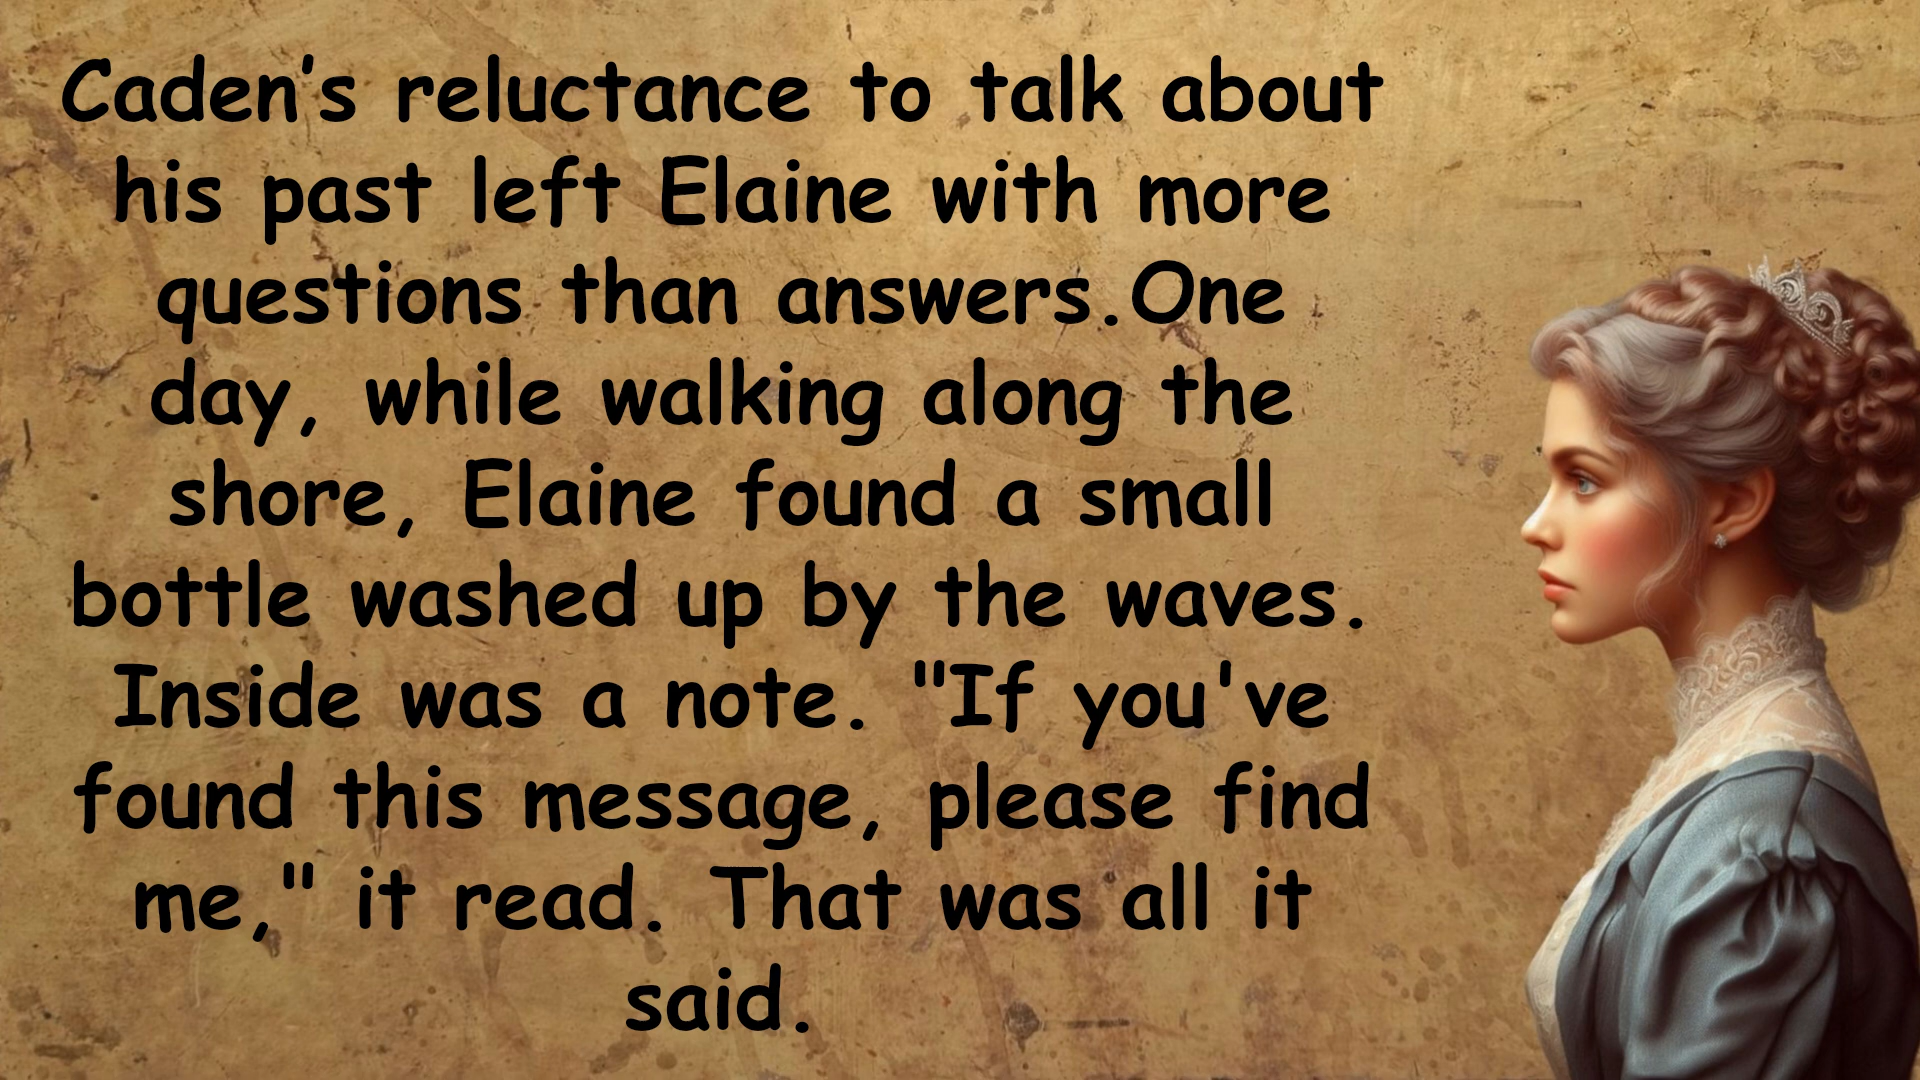 Caden’s reluctance to talk about
his past left Elaine with more
questions than answers.One
day, while walking along the
shore, Elaine found a small
bottle washed up by the waves.
Inside was a note. "If you've
found this message, please find
me," it read. That was all it
said.